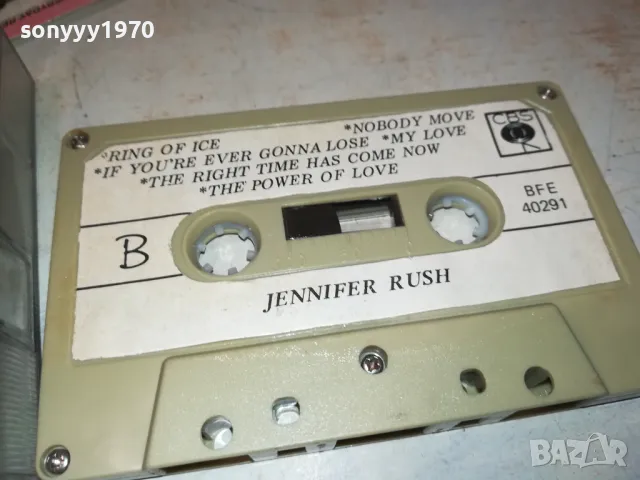 sonyyy1970
*RING OF ICE *NOBODY MOVE
*IF YOU'RE EVER GONNA LOSE *MY LOVE
*THE RIGHT TIME HAS COME NOW
*THE POWER OF LOVE
CBS
BFE
40291
B
JENNIFER RUSH
BAZAR